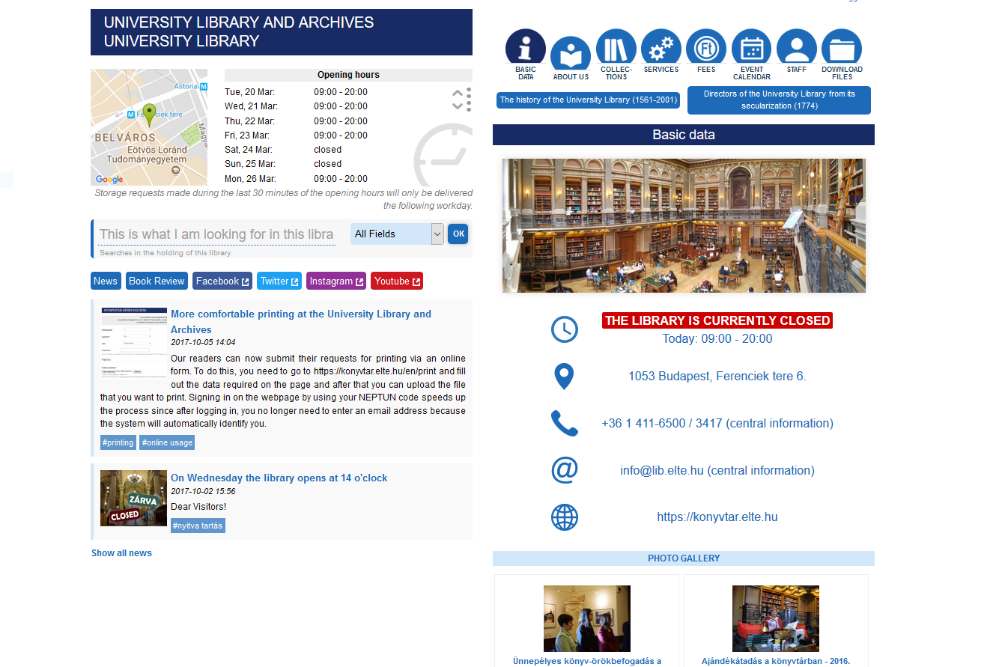 UNIVERSITY LIBRARY AND ARCHIVES
UNIVERSITY LIBRARY
Astoria M
M Ferenciek tere
BELVÁROS
Eötvös Loránd
Tudományegyetem
Google
Opening hours
Tue, 20 Mar: 09:00 - 20:00
Wed, 21 Mar: 09:00 - 20:00
Thu, 22 Mar: 09:00 - 20:00
Fri, 23 Mar: 09:00 - 20:00
Sat, 24 Mar: closed
Sun, 25 Mar: closed
Mon, 26 Mar: 09:00 - 20:00
Storage requests made during the last 30 minutes of the opening hours will only be delivered
the following workday.
This is what I am looking for in this libra
All Fields
OK
Searches in the holding of this library.
News
Book Review
Facebook
Twitter
Instagram
Youtube
More comfortable printing at the University Library and
Archives
2017-10-05 14:04
Our readers can now submit their requests for printing via an online
form. To do this, you need to go to https://konyvtar.elte.hu/en/print and fill
out the data required on the page and after that you can upload the file
that you want to print. Signing in on the webpage by using your NEPTUN code speeds up
the process since after logging in, you no longer need to enter an email address because
the system will automatically identify you.
#printing #online usage
ZÁRVA
CLOSED
On Wednesday the library opens at 14 o'clock
2017-10-02 15:56
Dear Visitors!
#nyitva tartás
Show all news
BASIC
DATA
ABOUT US
COLLEC-
TIONS
SERVICES
Ft
FEES
EVENT
CALENDAR
STAFF
DOWNLOAD
FILES
The history of the University Library (1561-2001)
Directors of the University Library from its
secularization (1774)
Basic data
THE LIBRARY IS CURRENTLY CLOSED
Today: 09:00 - 20:00
1053 Budapest, Ferenciek tere 6.
+36 1 411-6500 / 3417 (central information)
info@lib.elte.hu (central information)
https://konyvtar.elte.hu
PHOTO GALLERY
Ünnepélyes könyv-örökbefogadás a
Ajándékátadás a könyvtárban - 2016.